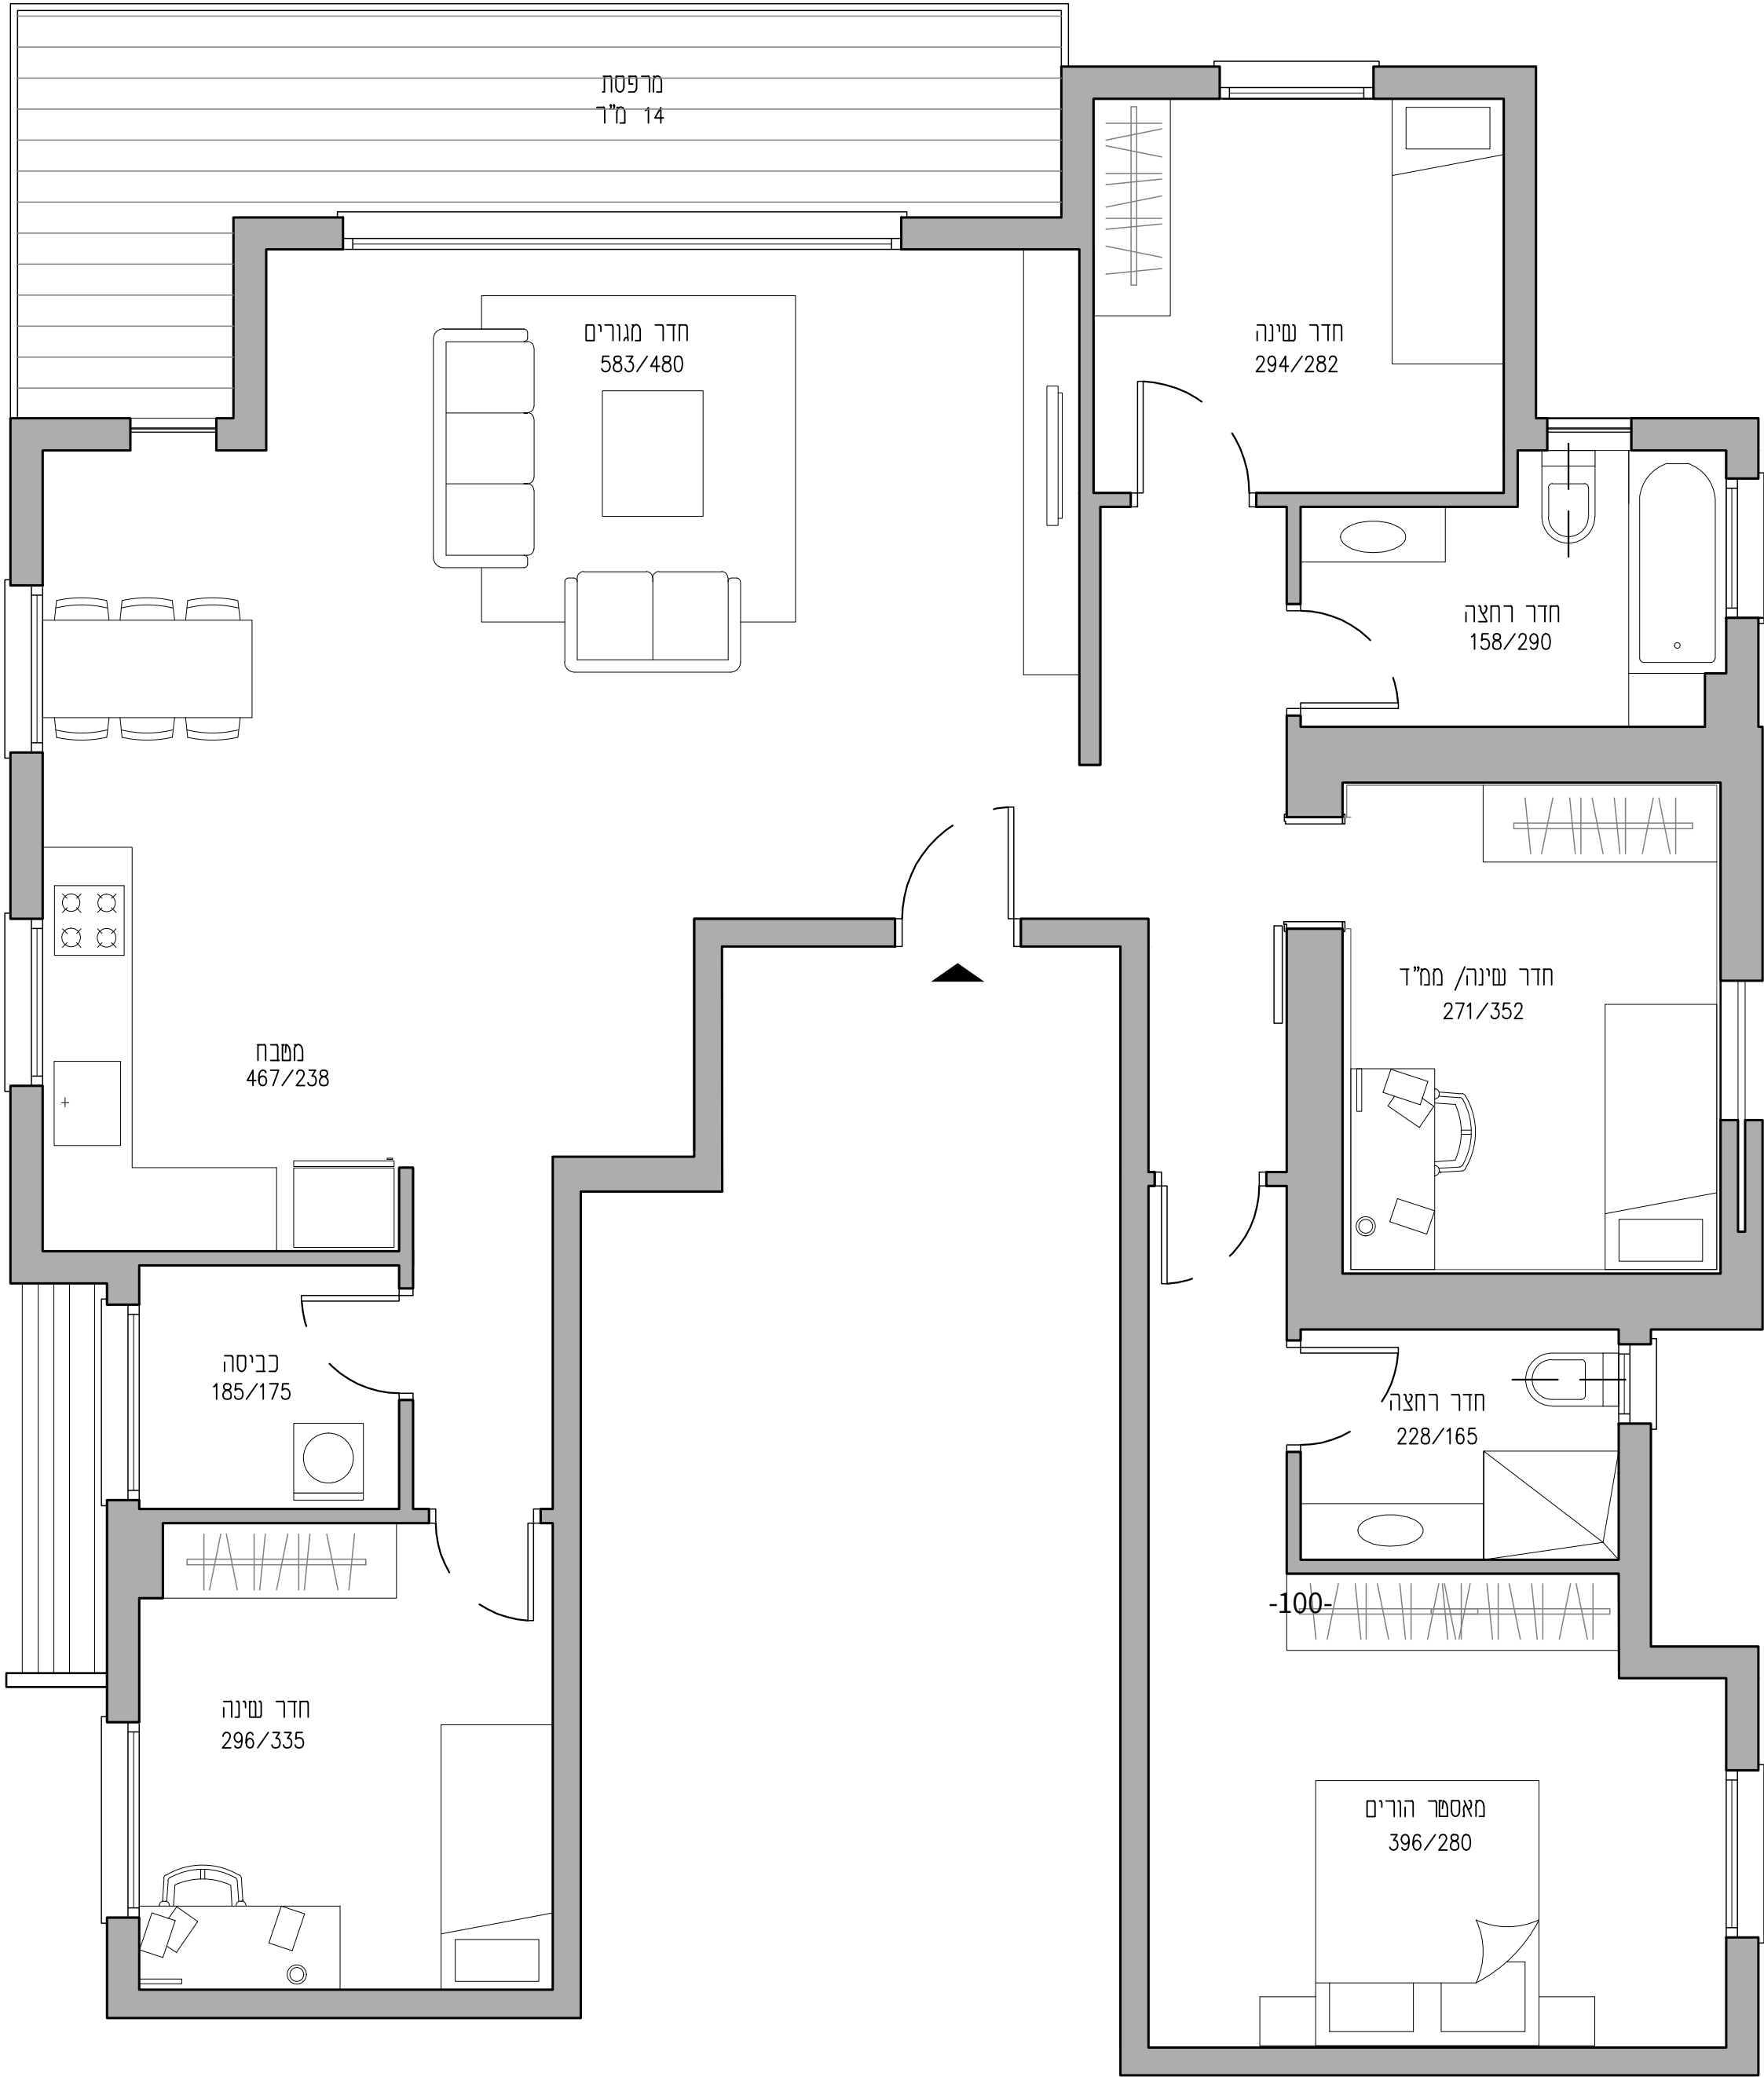 מרפסת
14 מ"ר
חדר מגורים
583/480
חדר שינה
294/282
חדר רחצה
158/290
חדר שינה/ ממ"ד
271/352
מטבח
467/238
כביסה
185/175
חדר רחצה
228/165
-100-
חדר שינה
296/335
מאסטר הורים
396/280